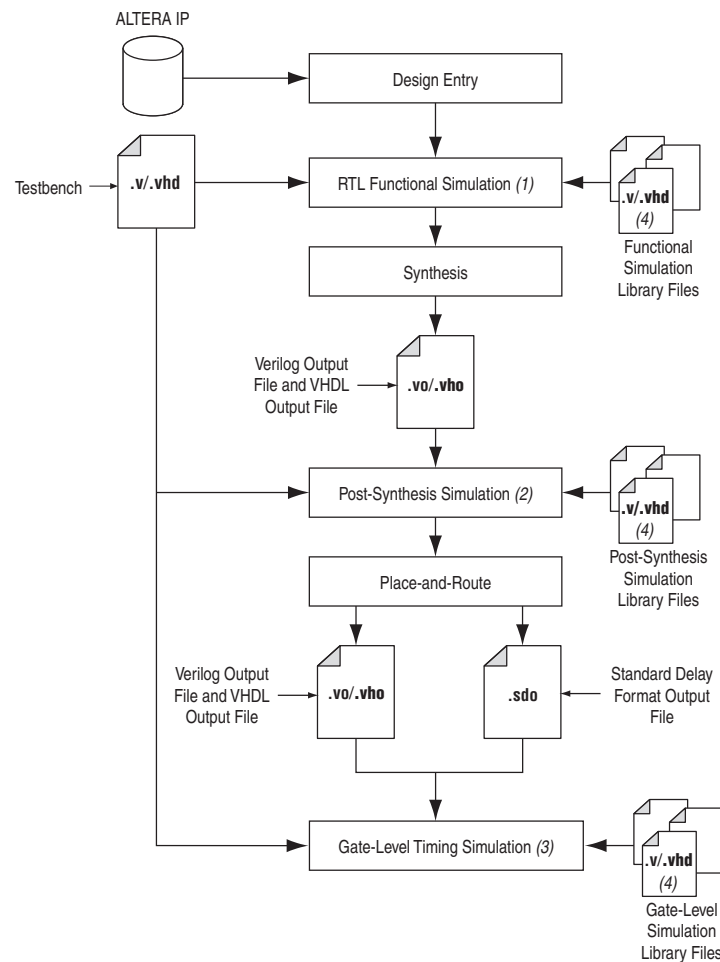 ALTERA IP
Design Entry
Testbench
.v/.vhd
RTL Functional Simulation (1)
.v/.vhd
(4)
Functional
Simulation
Library Files
Synthesis
Verilog Output
File and VHDL
Output File
.vo/.vho
Post-Synthesis Simulation (2)
.v/.vhd
(4)
Post-Synthesis
Simulation
Library Files
Place-and-Route
Verilog Output
File and VHDL
Output File
.vo/.vho
.sdo
Standard Delay
Format Output
File
Gate-Level Timing Simulation (3)
.v/.vhd
(4)
Gate-Level
Simulation
Library Files